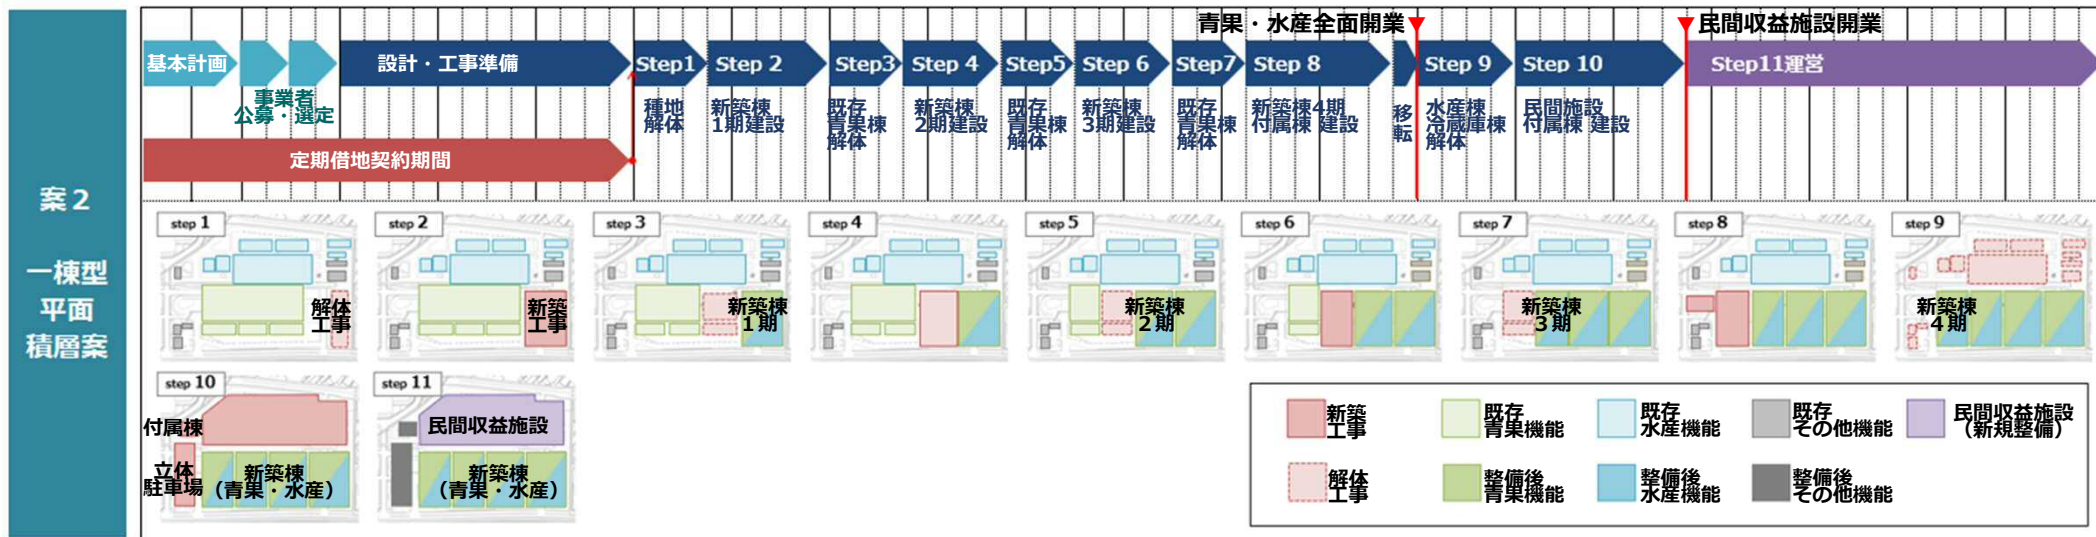 案２
一棟型
平面
積層案
青果・水産全面開業
民間収益施設開業
基本計画
事業者
公募・選定
設計・工事準備
定期借地契約期間
Step1
種地
解体
Step 2
新築棟
1期建設
Step3
既存
青果棟
解体
Step 4
新築棟
2期建設
Step5
既存
青果棟
解体
Step 6
新築棟
3期建設
Step7
既存
青果棟
解体
Step 8
新築棟4期
付属棟 建設
移
転
Step 9
水産棟
冷蔵庫棟
解体
Step 10
民間施設
付属棟 建設
Step11運営
step 1
解体
工事
step 2
新築
工事
step 3
新築棟
１期
step 4
step 5
新築棟
２期
step 6
step 7
新築棟
３期
step 8
step 9
新築棟
４期
step 10
付属棟
立体
駐車場
新築棟
（青果・水産）
step 11
民間収益施設
新築棟
（青果・水産）
新築
工事
既存
青果機能
既存
水産機能
既存
その他機能
民間収益施設
（新規整備）
解体
工事
整備後
青果機能
整備後
水産機能
整備後
その他機能